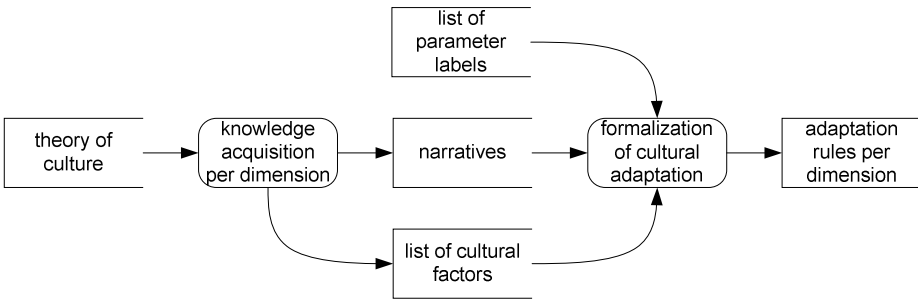 list of
parameter
labels
theory of
culture
knowledge
acquisition
per dimension
narratives
formalization
of cultural
adaptation
adaptation
rules per
dimension
list of cultural
factors